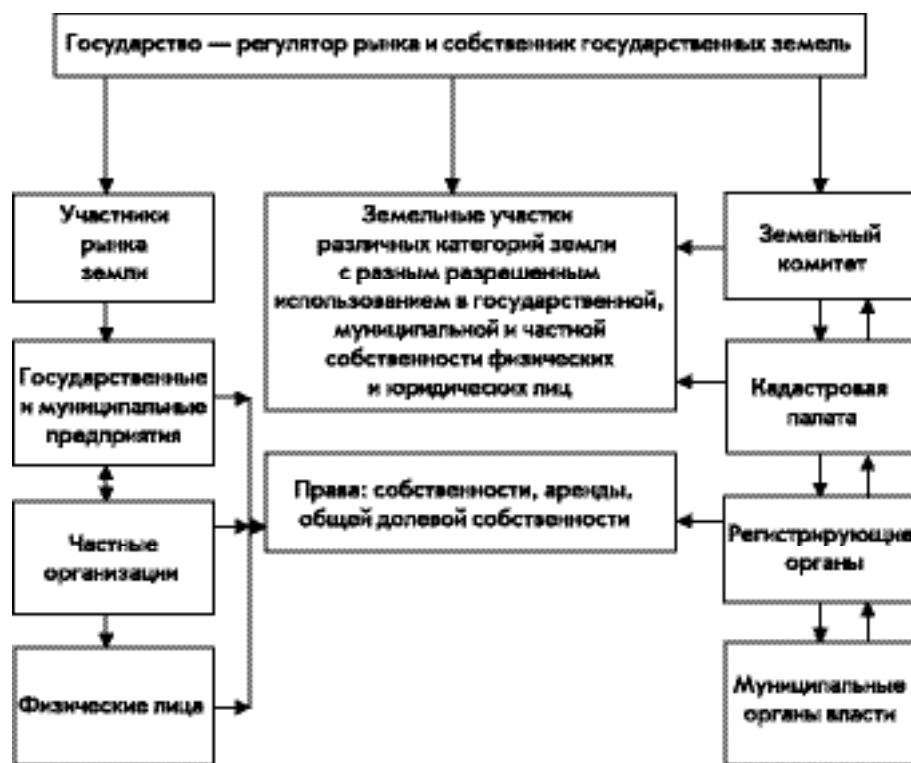 Государство — регулятор рынка и собственник государственных земель
Участники
рынка
земли
Земельные участки
различных категорий земли
с разным разрешенным
использованием в государственной,
муниципальной и частной
собственности физических
и юридических лиц
Земельный
комитет
Государственные
и муниципальные
предприятия
Кадастровая
палата
Права: собственности, аренды,
общей долевой собственности
Частные
организации
Регистрирующие
органы
Физические лица
Муниципальные
органы власти